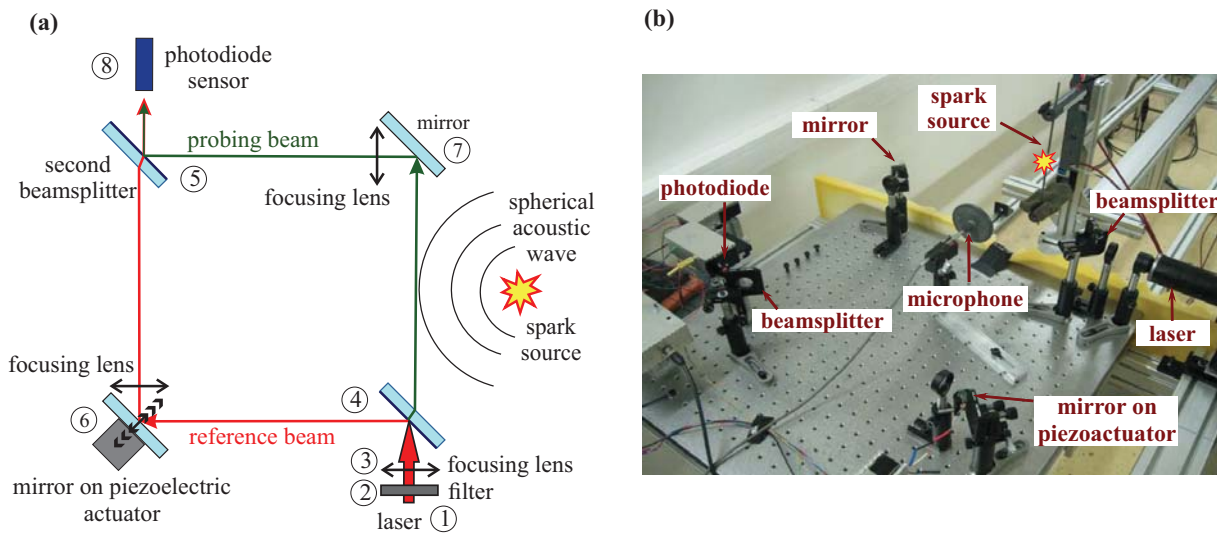 (a)
⑧
photodiode
sensor
probing beam
mirror
⑦
second
beamsplitter
⑤
focusing lens
spherical
acoustic
wave
spark
source
focusing lens
⑥
④
reference beam
③
focusing lens
②
filter
mirror on piezoelectric
actuator
laser ①
(b)
spark
source
mirror
photodiode
beamsplitter
microphone
beamsplitter
laser
mirror on
piezoactuator